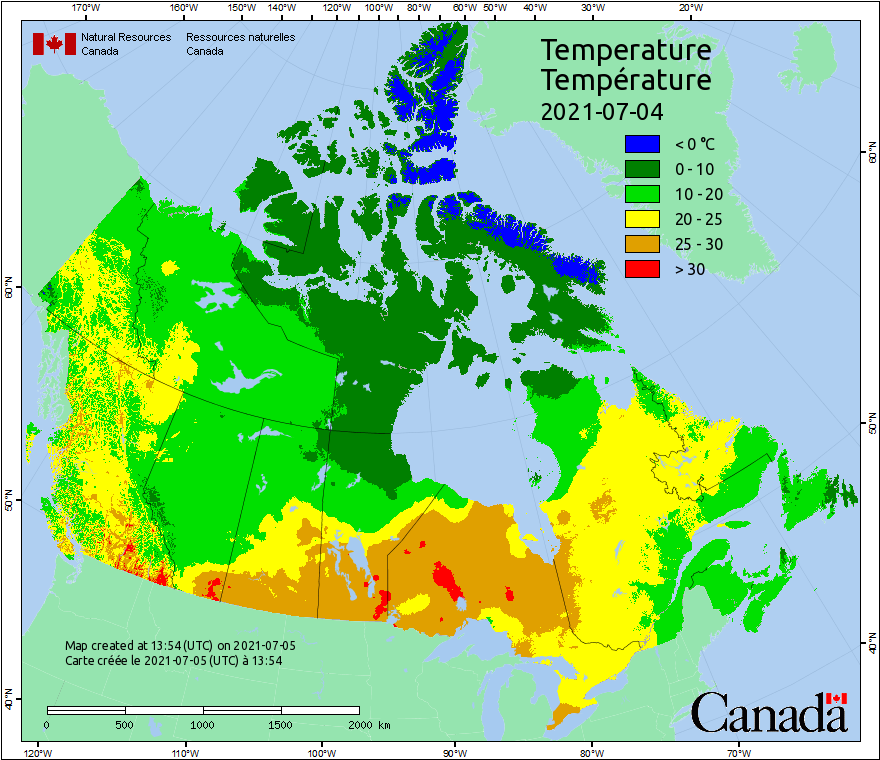 170°W 160°W 150°W 140°W 130°W 120°W 110°W 100°W 90°W 80°W 70°W 60°W 50°W 40°W 30°W 20°W
Natural Resources Ressources naturelles
Canada Canada
Temperature
Température
2021-07-04
< 0 °C
0 - 10
10 - 20
20 - 25
25 - 30
> 30
60°N
60°N
50°N
50°N
40°N
40°N
Map created at 13:54 (UTC) on 2021-07-05
Carte créée le 2021-07-05 (UTC) à 13:54
0 500 1000 1500 2000 km
Canada
120°W 110°W 100°W 90°W 80°W 70°W